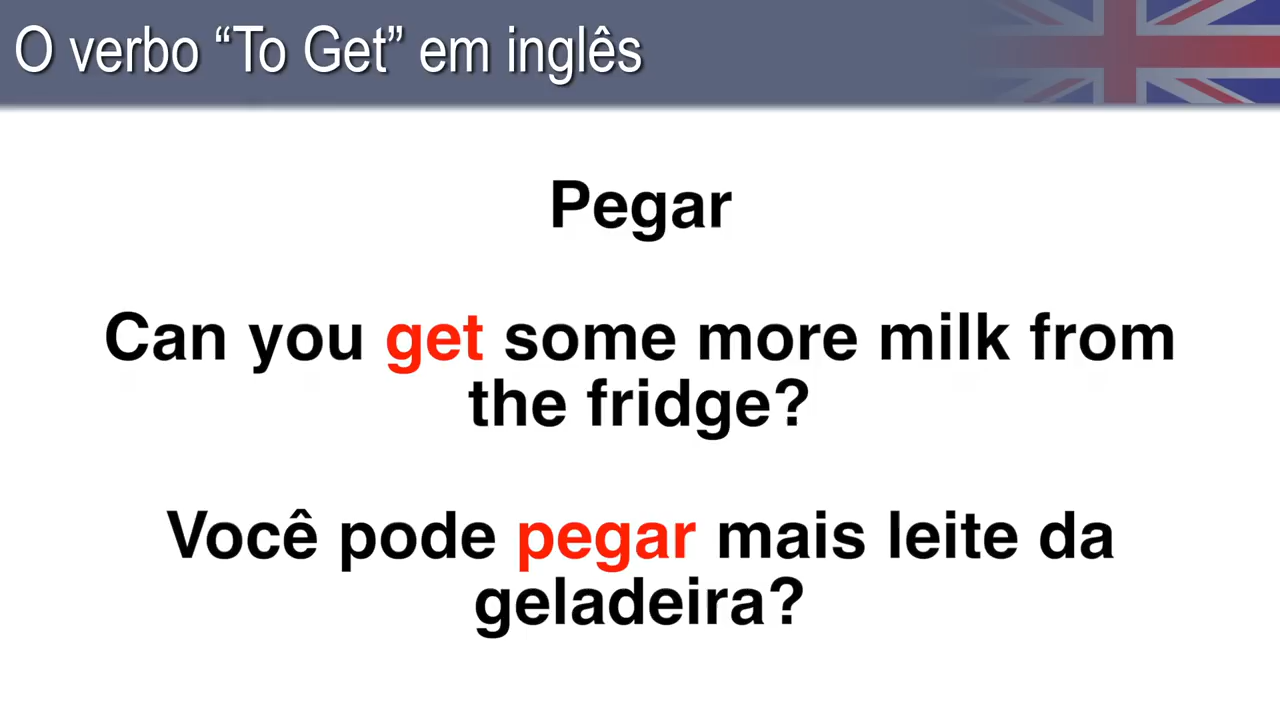 O verbo “To Get” em inglês
Pegar
Can you get some more milk from
the fridge?
Você pode pegar mais leite da
geladeira?